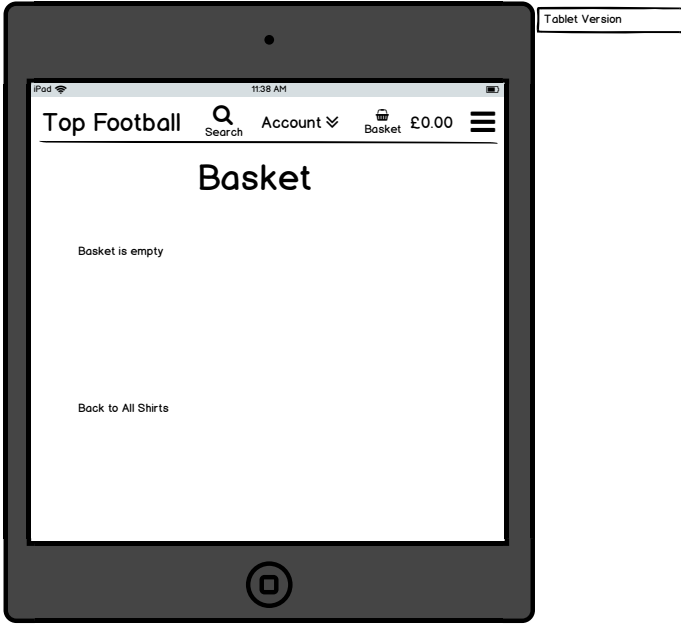 Tablet Version
iPad 11:38 AM
Top Football Search Account Basket £0.00
Basket
Basket is empty
Back to All Shirts